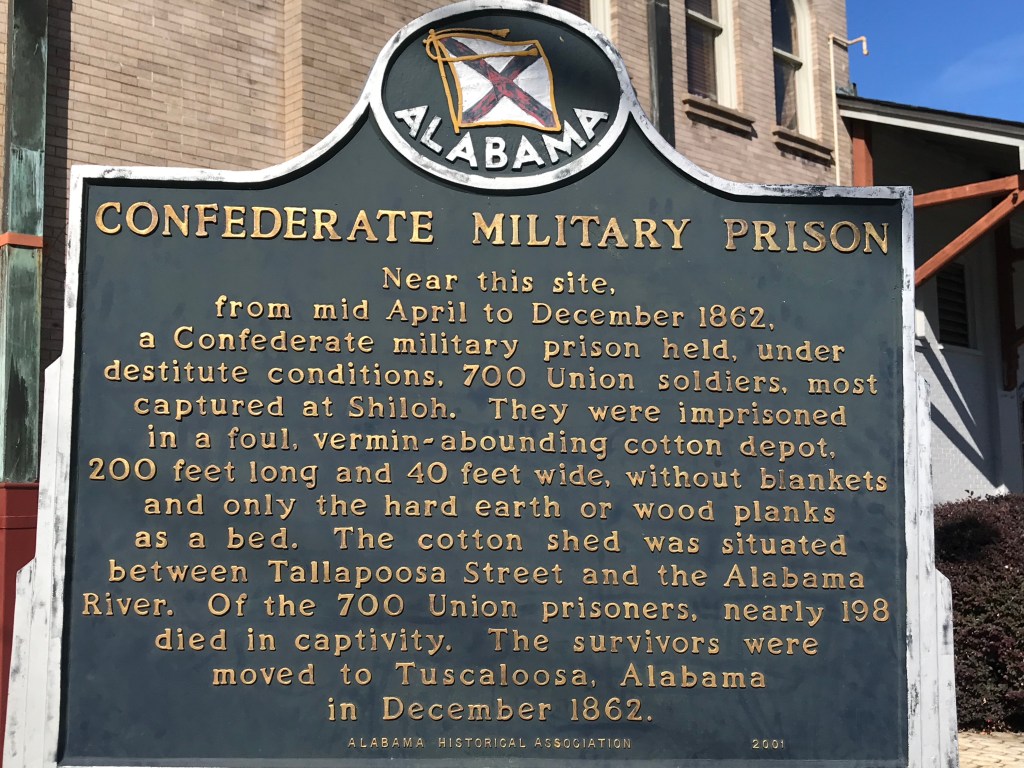 ALABAMA
CONFEDERATE MILITARY PRISON
Near this site,
from mid April to December 1862,
a Confederate military prison held, under
destitute conditions, 700 Union soldiers, most
captured at Shiloh. They were imprisoned
in a foul, vermin-abounding cotton depot,
200 feet long and 40 feet wide, without blankets
and only the hard earth or wood planks
as a bed. The cotton shed was situated
between Tallapoosa Street and the Alabama
River. Of the 700 Union prisoners, nearly 198
died in captivity. The survivors were
moved to Tuscaloosa, Alabama
in December 1862.
ALABAMA HISTORICAL ASSOCIATION 2001